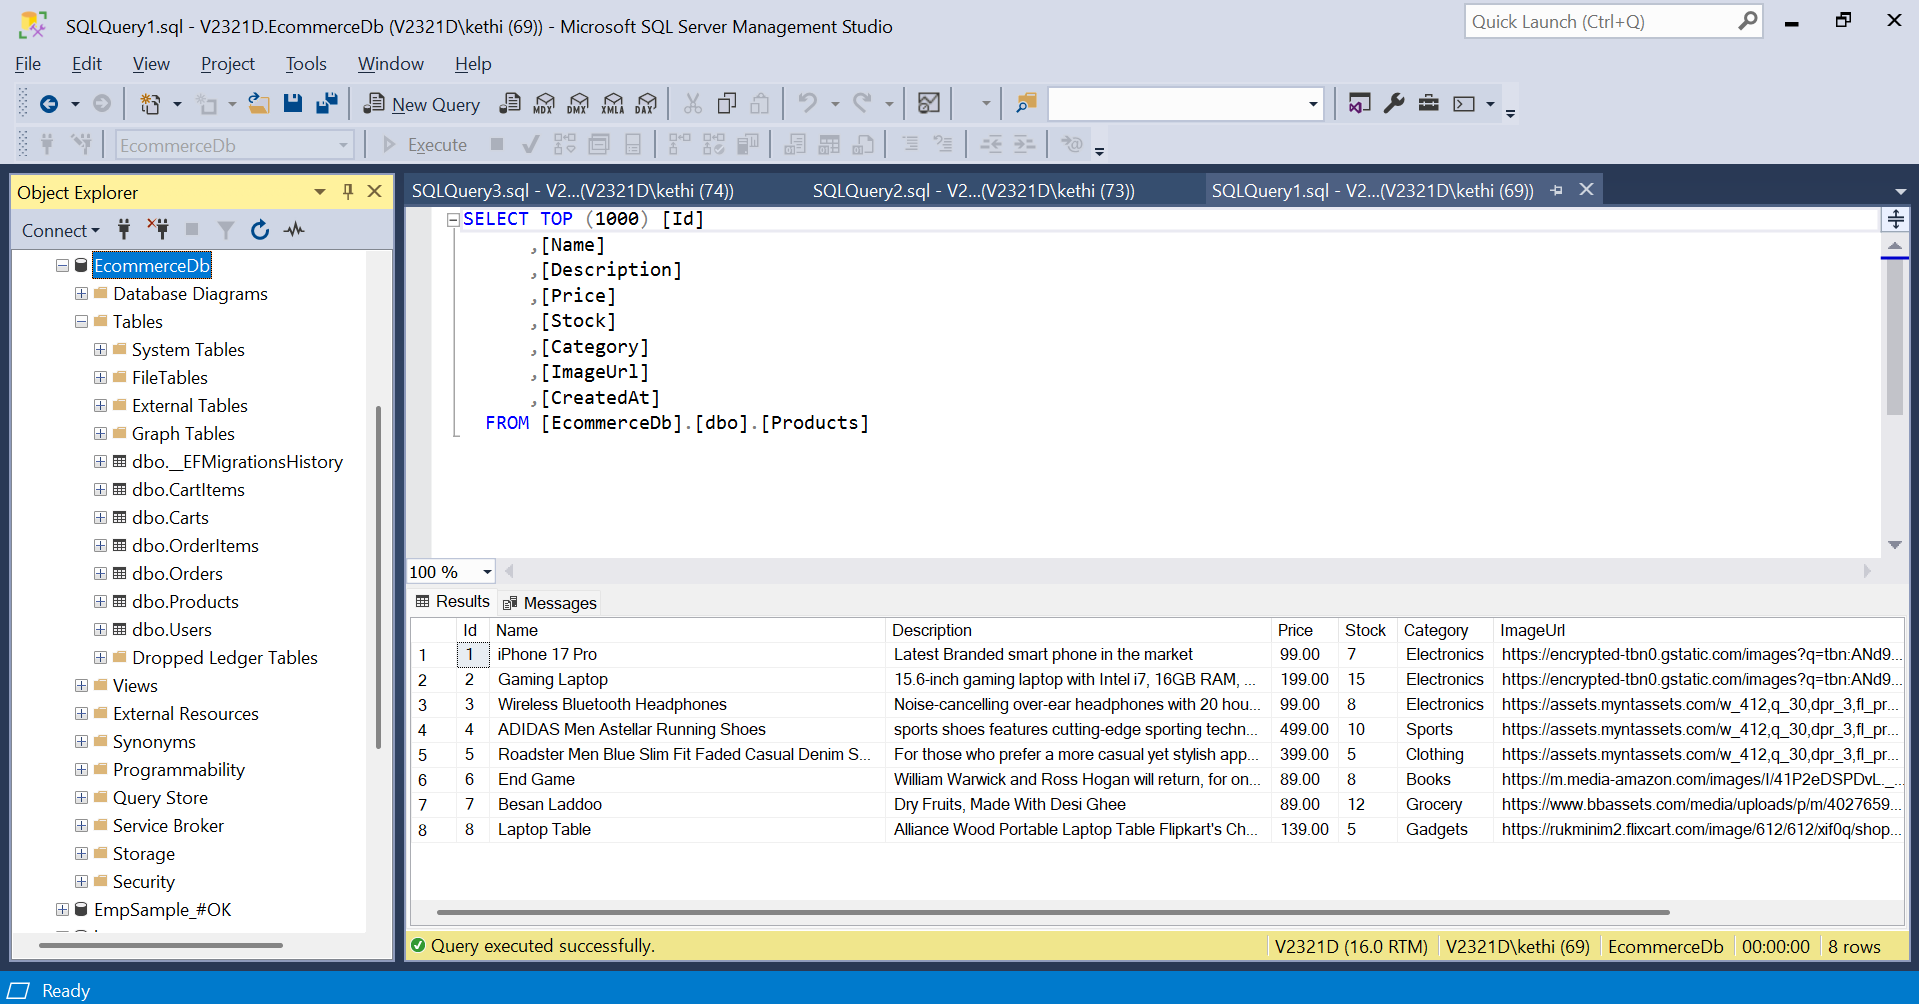 SQLQuery1.sql - V2321D.EcommerceDb (V2321D\kethi (69)) - Microsoft SQL Server Management Studio
Quick Launch (Ctrl+Q)
File Edit View Project Tools Window Help
New Query MDX DMX XMLA DAX
EcommerceDb Execute
Object Explorer
Connect
EcommerceDb
Database Diagrams
Tables
System Tables
FileTables
External Tables
Graph Tables
dbo.__EFMigrationsHistory
dbo.CartItems
dbo.Carts
dbo.OrderItems
dbo.Orders
dbo.Products
dbo.Users
Dropped Ledger Tables
Views
External Resources
Synonyms
Programmability
Query Store
Service Broker
Storage
Security
EmpSample_#OK
SQLQuery3.sql - V2...(V2321D\kethi (74)) SQLQuery2.sql - V2...(V2321D\kethi (73)) SQLQuery1.sql - V2...(V2321D\kethi (69))
SELECT TOP (1000) [Id]
,[Name]
,[Description]
,[Price]
,[Stock]
,[Category]
,[ImageUrl]
,[CreatedAt]
FROM [EcommerceDb].[dbo].[Products]
100 %
Results Messages
Id Name Description Price Stock Category ImageUrl
1 1 iPhone 17 Pro Latest Branded smart phone in the market 99.00 7 Electronics https://encrypted-tbn0.gstatic.com/images?q=tbn:ANd9...
2 2 Gaming Laptop 15.6-inch gaming laptop with Intel i7, 16GB RAM, ... 199.00 15 Electronics https://encrypted-tbn0.gstatic.com/images?q=tbn:ANd9...
3 3 Wireless Bluetooth Headphones Noise-cancelling over-ear headphones with 20 hou... 99.00 8 Electronics https://assets.myntassets.com/w_412,q_30,dpr_3,fl_pr...
4 4 ADIDAS Men Astellar Running Shoes sports shoes features cutting-edge sporting techn... 499.00 10 Sports https://assets.myntassets.com/w_412,q_30,dpr_3,fl_pr...
5 5 Roadster Men Blue Slim Fit Faded Casual Denim S... For those who prefer a more casual yet stylish app... 399.00 5 Clothing https://assets.myntassets.com/w_412,q_30,dpr_3,fl_pr...
6 6 End Game William Warwick and Ross Hogan will return, for on... 89.00 8 Books https://m.media-amazon.com/images/I/41P2eDSPDvL._...
7 7 Besan Laddoo Dry Fruits, Made With Desi Ghee 89.00 12 Grocery https://www.bbassets.com/media/uploads/p/m/4027659...
8 8 Laptop Table Alliance Wood Portable Laptop Table Flipkart's Ch... 139.00 5 Gadgets https://rukminim2.flixcart.com/image/612/612/xif0q/shop...
Query executed successfully. V2321D (16.0 RTM) V2321D\kethi (69) EcommerceDb 00:00:00 8 rows
Ready